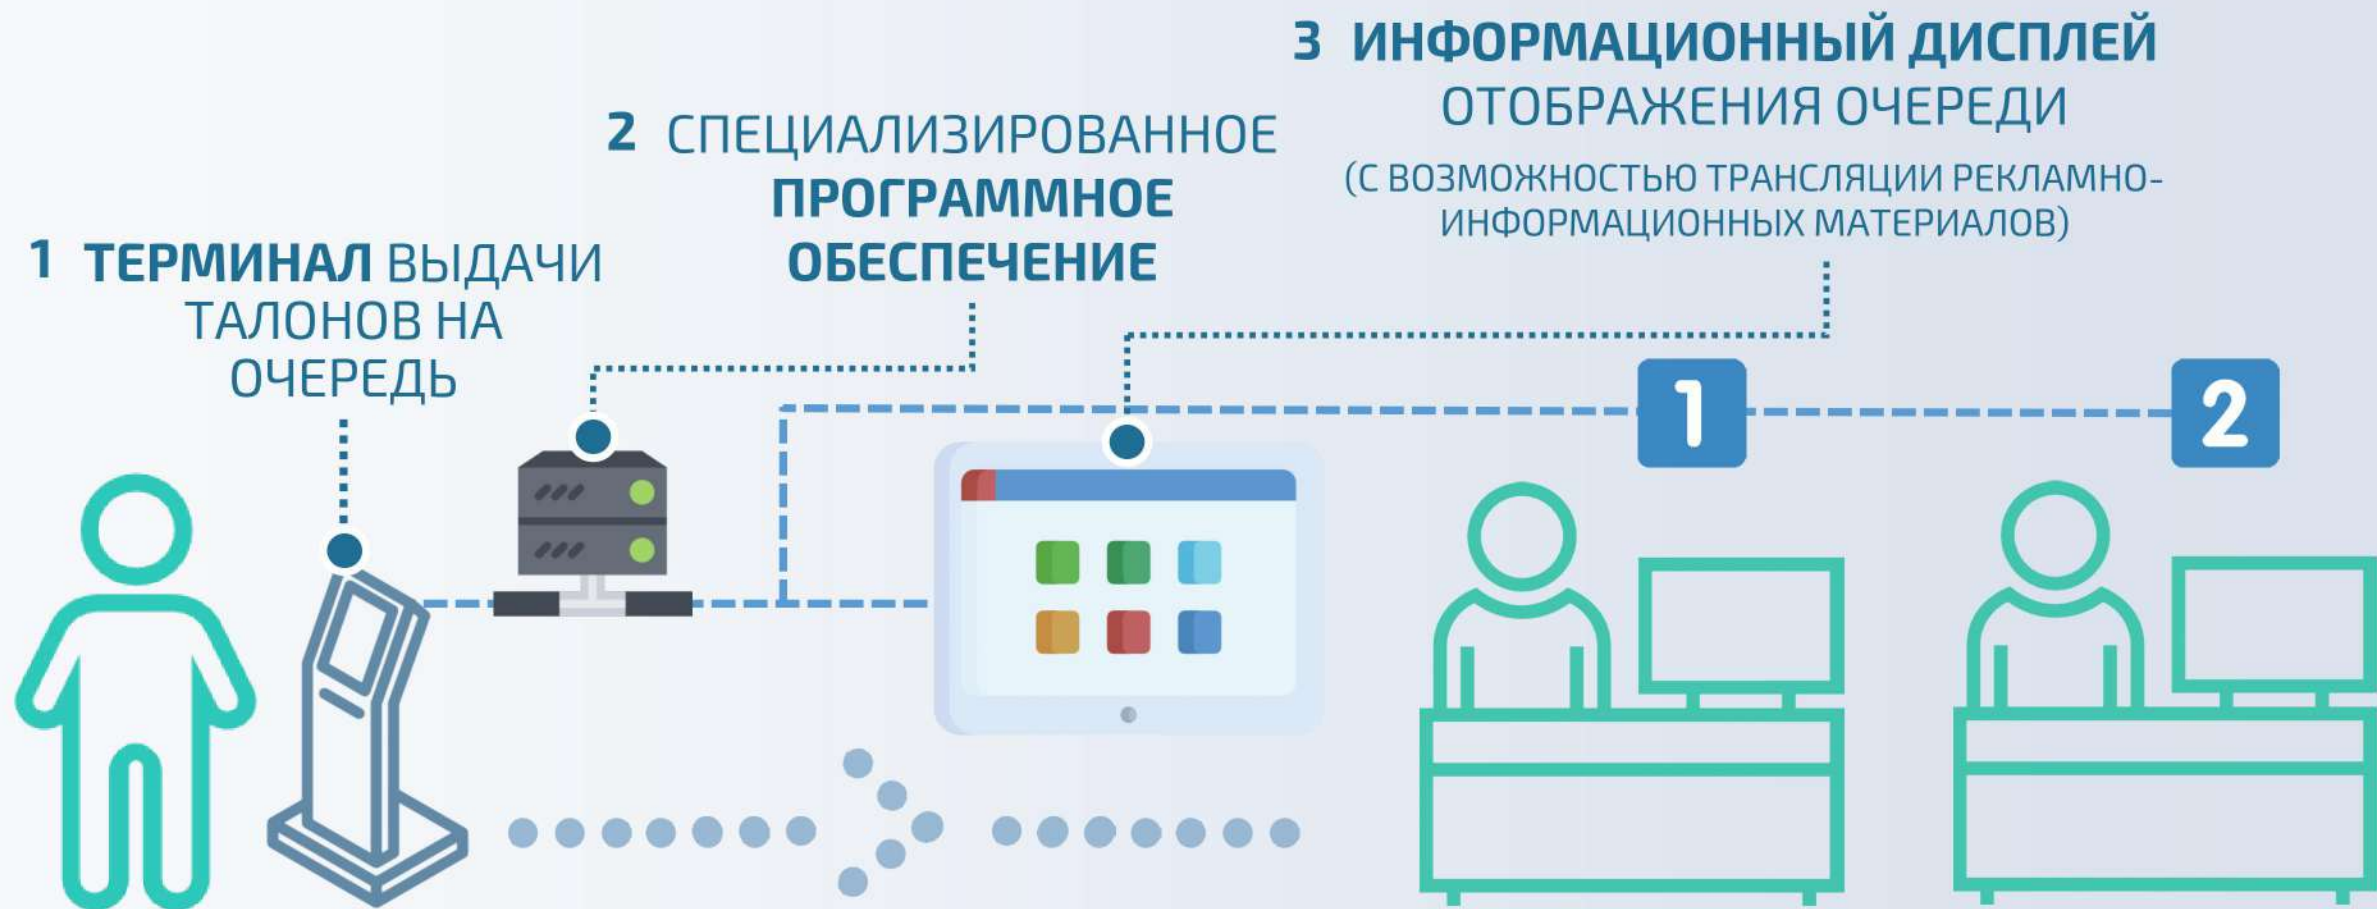 1 ТЕРМИНАЛ ВЫДАЧИ
ТАЛОНОВ НА
ОЧЕРЕДЬ
2 СПЕЦИАЛИЗИРОВАННОЕ
ПРОГРАММНОЕ
ОБЕСПЕЧЕНИЕ
3 ИНФОРМАЦИОННЫЙ ДИСПЛЕЙ
ОТОБРАЖЕНИЯ ОЧЕРЕДИ
(С ВОЗМОЖНОСТЬЮ ТРАНСЛЯЦИИ РЕКЛАМНО-
ИНФОРМАЦИОННЫХ МАТЕРИАЛОВ)
1
2